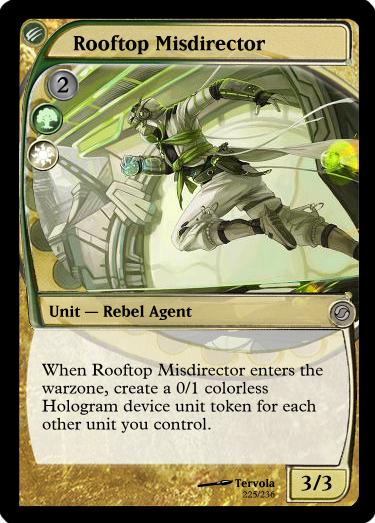 Rooftop Misdirector
2
Unit — Rebel Agent
When Rooftop Misdirector enters the
warzone, create a 0/1 colorless
Hologram device unit token for each
other unit you control.
Tervola
225/236
3/3